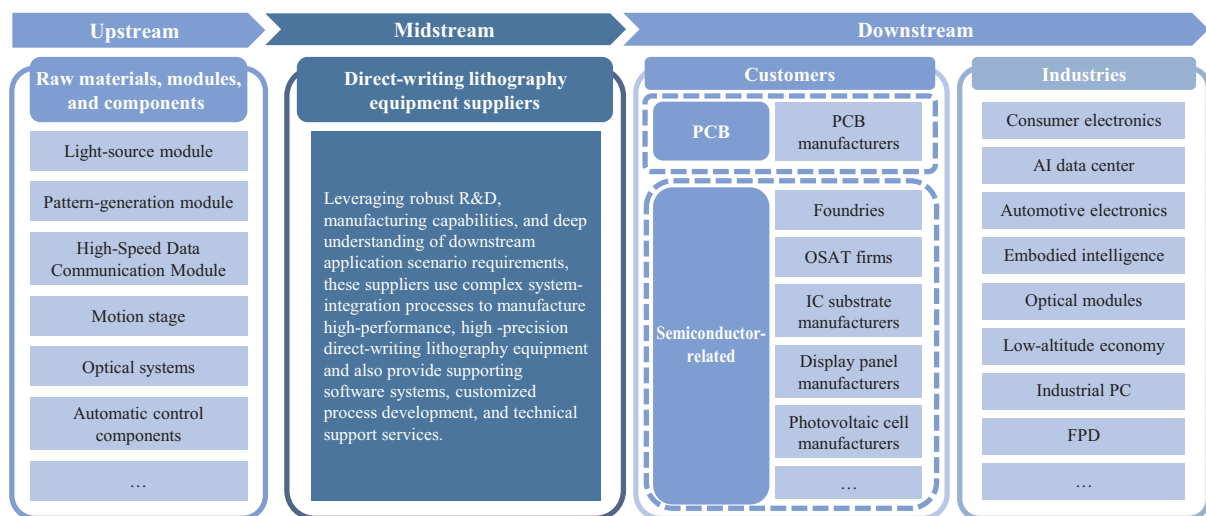 Upstream
Midstream
Downstream
Raw materials, modules,
and components
Light-source module
Pattern-generation module
High-Speed Data
Communication Module
Motion stage
Optical systems
Automatic control
components
…
Direct-writing lithography
equipment suppliers
Leveraging robust R&D,
manufacturing capabilities, and deep
understanding of downstream
application scenario requirements,
these suppliers use complex system-
integration processes to manufacture
high-performance, high -precision
direct-writing lithography equipment
and also provide supporting
software systems, customized
process development, and technical
support services.
Customers
PCB
PCB
manufacturers
Semiconductor-
related
Foundries
OSAT firms
IC substrate
manufacturers
Display panel
manufacturers
Photovoltaic cell
manufacturers
…
Industries
Consumer electronics
AI data center
Automotive electronics
Embodied intelligence
Optical modules
Low-altitude economy
Industrial PC
FPD
…